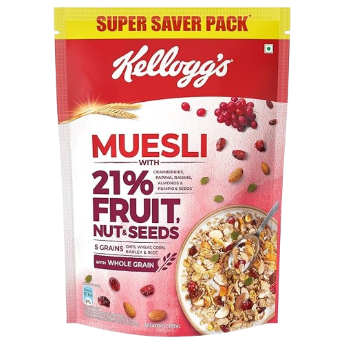 SUPER SAVER PACK*
Kellogg's
MUESLI
WITH
21%
CRANBERRIES,
PAPAYA, RAISINS,
ALMONDS &
PUMPKIN SEEDS
FRUIT,
NUT & SEEDS
5 GRAINS
OATS, WHEAT, CORN,
BARLEY & RICE
WITH WHOLE GRAIN